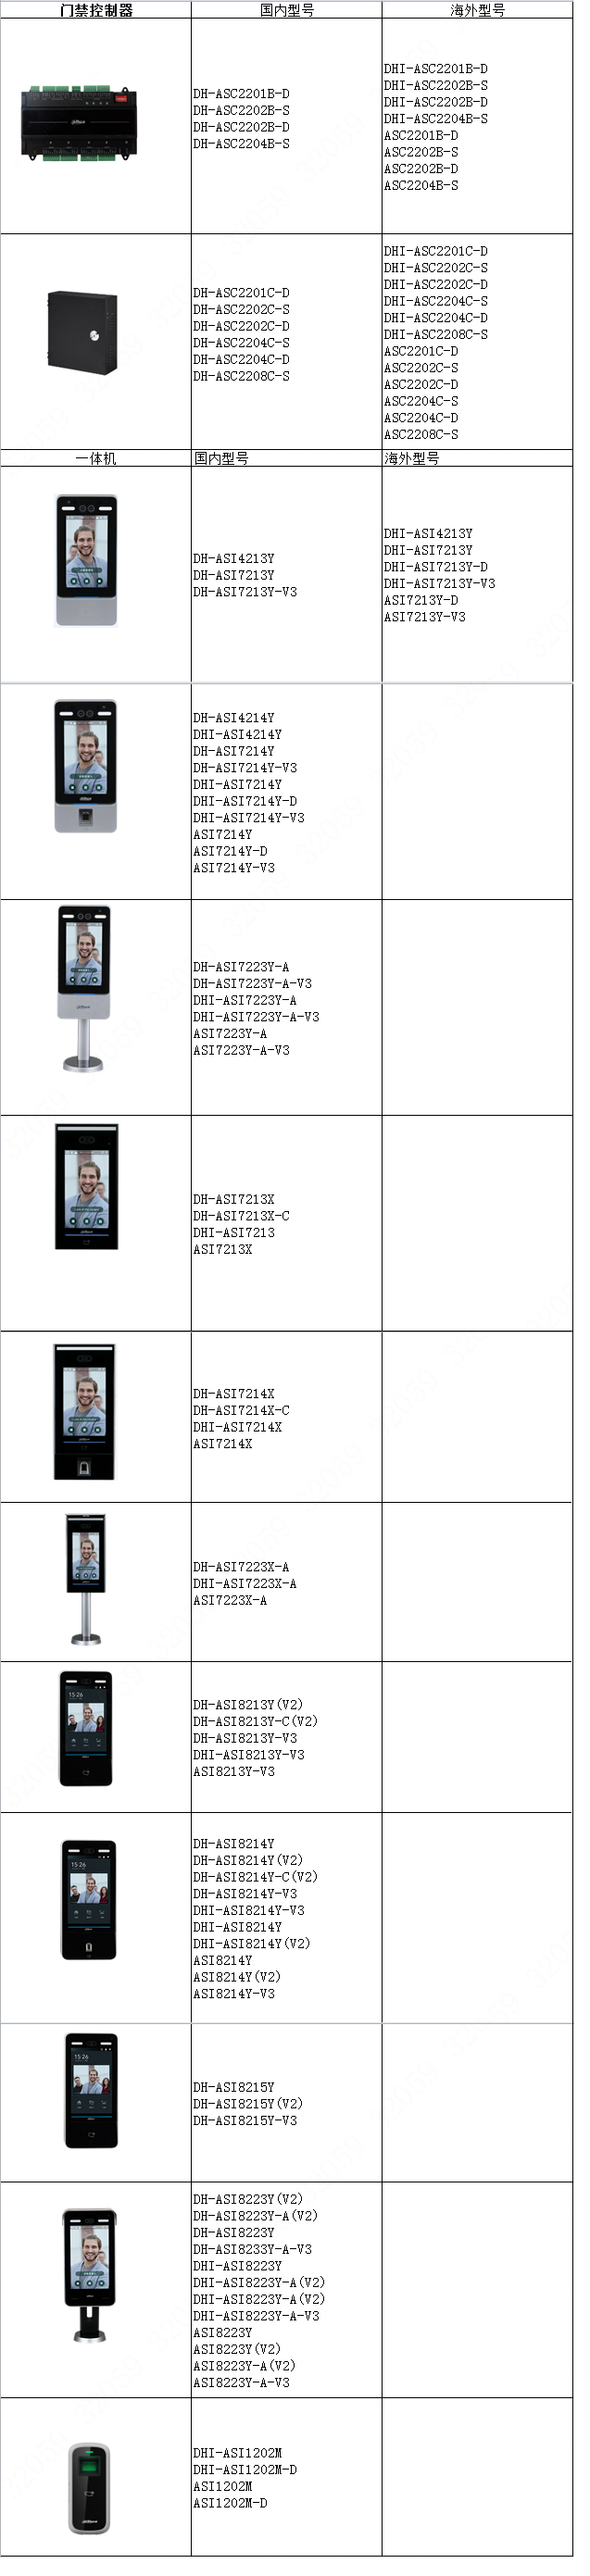 门禁控制器 国内型号 海外型号
DH-ASC2201B-D
DH-ASC2202B-S
DH-ASC2202B-D
DH-ASC2204B-S
DHI-ASC2201B-D
DHI-ASC2202B-S
DHI-ASC2202B-D
DHI-ASC2204B-S
ASC2201B-D
ASC2202B-S
ASC2202B-D
ASC2204B-S
DH-ASC2201C-D
DH-ASC2202C-S
DH-ASC2202C-D
DH-ASC2204C-S
DH-ASC2204C-D
DH-ASC2208C-S
DHI-ASC2201C-D
DHI-ASC2202C-S
DHI-ASC2202C-D
DHI-ASC2204C-S
DHI-ASC2204C-D
DHI-ASC2208C-S
ASC2201C-D
ASC2202C-S
ASC2202C-D
ASC2204C-S
ASC2204C-D
ASC2208C-S
一体机 国内型号 海外型号
DH-ASI4213Y
DH-ASI7213Y
DH-ASI7213Y-V3
DHI-ASI4213Y
DHI-ASI7213Y
DHI-ASI7213Y-D
DHI-ASI7213Y-V3
ASI7213Y-D
ASI7213Y-V3
DH-ASI4214Y
DHI-ASI4214Y
DH-ASI7214Y
DH-ASI7214Y-V3
DHI-ASI7214Y
DHI-ASI7214Y-D
DHI-ASI7214Y-V3
ASI7214Y
ASI7214Y-D
ASI7214Y-V3
DH-ASI7223Y-A
DH-ASI7223Y-A-V3
DHI-ASI7223Y-A
DHI-ASI7223Y-A-V3
ASI7223Y-A
ASI7223Y-A-V3
DH-ASI7213X
DH-ASI7213X-C
DHI-ASI7213
ASI7213X
DH-ASI7214X
DH-ASI7214X-C
DHI-ASI7214X
ASI7214X
DH-ASI7223X-A
DHI-ASI7223X-A
ASI7223X-A
15:26
DH-ASI8213Y(V2)
DH-ASI8213Y-C(V2)
DH-ASI8213Y-V3
DHI-ASI8213Y-V3
ASI8213Y-V3
15:26
DH-ASI8214Y
DH-ASI8214Y(V2)
DH-ASI8214Y-C(V2)
DH-ASI8214Y-V3
DHI-ASI8214Y-V3
DHI-ASI8214Y
DHI-ASI8214Y(V2)
ASI8214Y
ASI8214Y(V2)
ASI8214Y-V3
15:26
DH-ASI8215Y
DH-ASI8215Y(V2)
DH-ASI8215Y-V3
DH-ASI8223Y(V2)
DH-ASI8223Y-A(V2)
DH-ASI8223Y
DH-ASI8233Y-A-V3
DHI-ASI8223Y
DHI-ASI8223Y-A(V2)
DHI-ASI8223Y-A(V2)
DHI-ASI8223Y-A-V3
ASI8223Y
ASI8223Y(V2)
ASI8223Y-A(V2)
ASI8223Y-A-V3
DHI-ASI1202M
DHI-ASI1202M-D
ASI1202M
ASI1202M-D